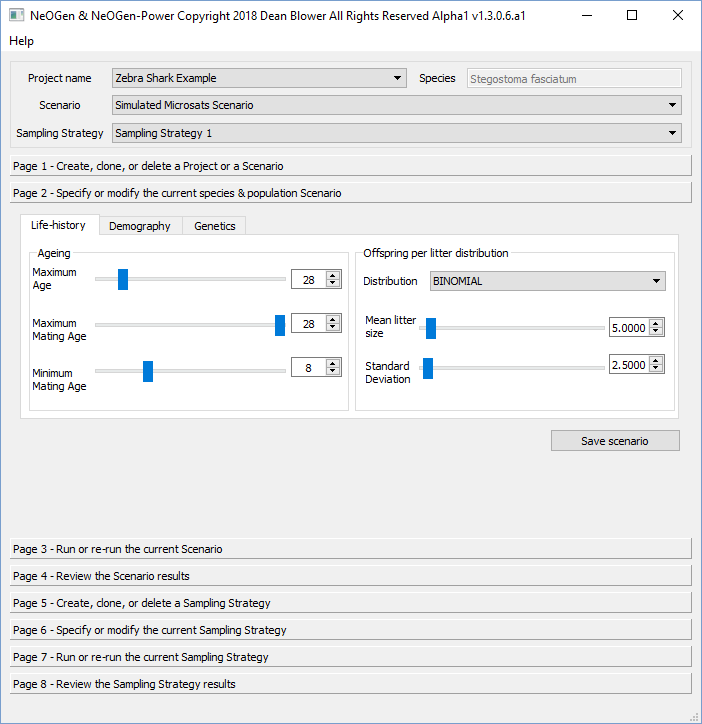 NeOGen & NeOGen-Power Copyright 2018 Dean Blower All Rights Reserved Alpha1 v1.3.0.6.a1
Help
Project name Zebra Shark Example Species Stegostoma fasciatum
Scenario Simulated Microsats Scenario
Sampling Strategy Sampling Strategy 1
Page 1 - Create, clone, or delete a Project or a Scenario
Page 2 - Specify or modify the current species & population Scenario
Life-history Demography Genetics
Ageing
Maximum
Age
28
Maximum
Mating Age
28
Minimum
Mating Age
8
Offspring per litter distribution
Distribution BINOMIAL
Mean litter
size
5.0000
Standard
Deviation
2.5000
Save scenario
Page 3 - Run or re-run the current Scenario
Page 4 - Review the Scenario results
Page 5 - Create, clone, or delete a Sampling Strategy
Page 6 - Specify or modify the current Sampling Strategy
Page 7 - Run or re-run the current Sampling Strategy
Page 8 - Review the Sampling Strategy results